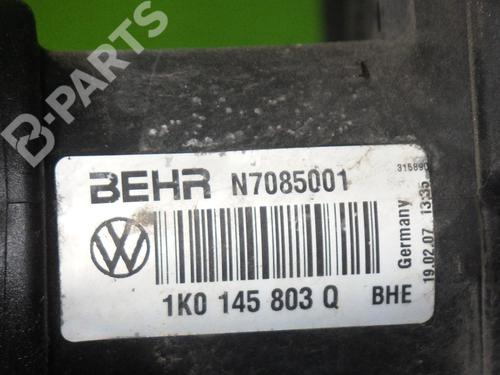 B-PARTS
BEHR N7085001
1K0 145 803 Q BHE
Germany
19.02.07 13:35
315890